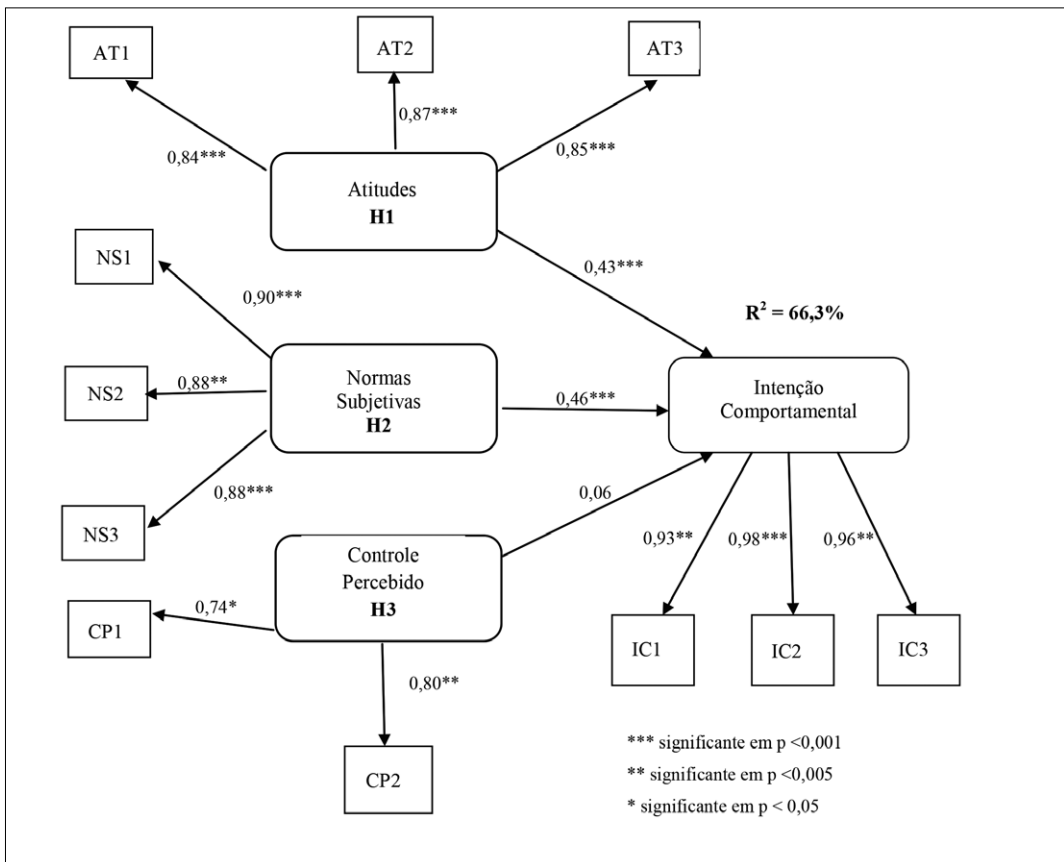 AT1
AT2
AT3
0,84***
0,87***
0,85***
Atitudes
H1
NS1
0,90***
0,43***
R² = 66,3%
NS2
0,88**
Normas
Subjetivas
H2
0,46***
Intenção
Comportamental
NS3
0,88***
0,06
Controle
Percebido
H3
CP1
0,74*
0,80**
CP2
0,93**
0,98***
0,96**
IC1
IC2
IC3
*** significante em p <0,001
** significante em p <0,005
* significante em p < 0,05